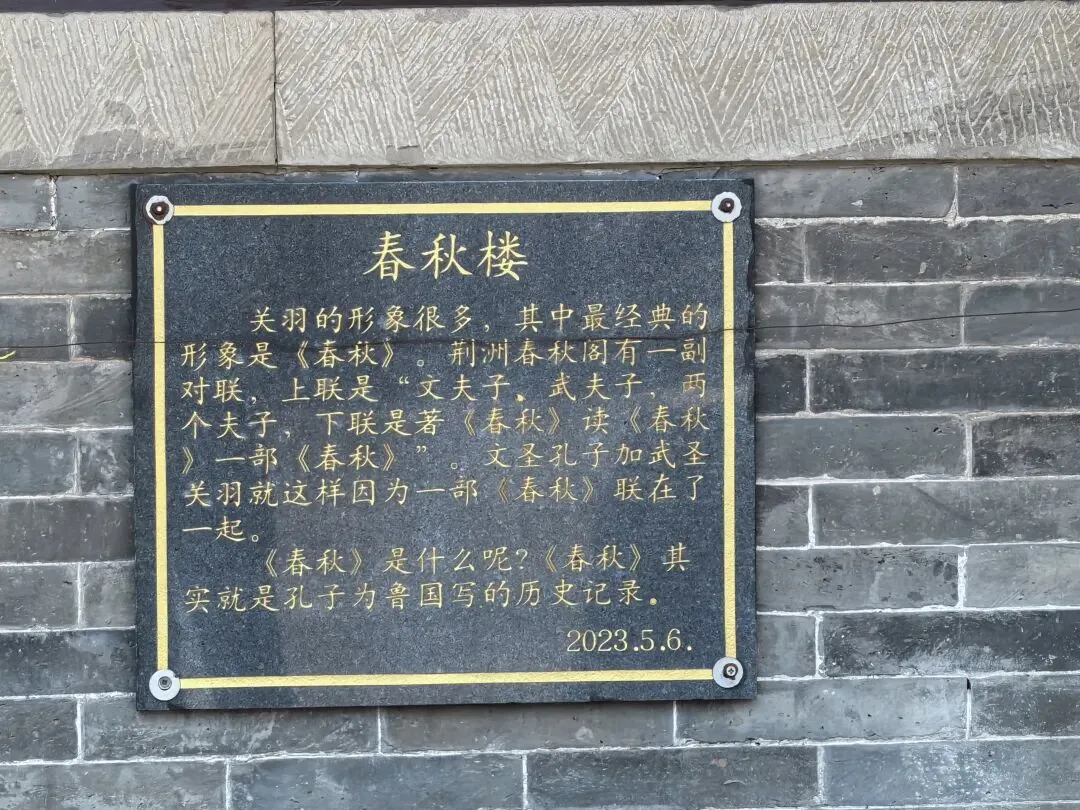 春秋楼
关羽的形象很多，其中最经典的
形象是《春秋》。荆洲春秋阁有一副
对联，上联是“文夫子。武夫子，两
个夫子，下联是著《春秋》读《春秋
》一部《春秋》”。文圣孔子加武圣
关羽就这样因为一部《春秋》联在了
一起。
《春秋》是什么呢?《春秋》其
实就是孔子为鲁国写的历史记录。
2023.5.6.